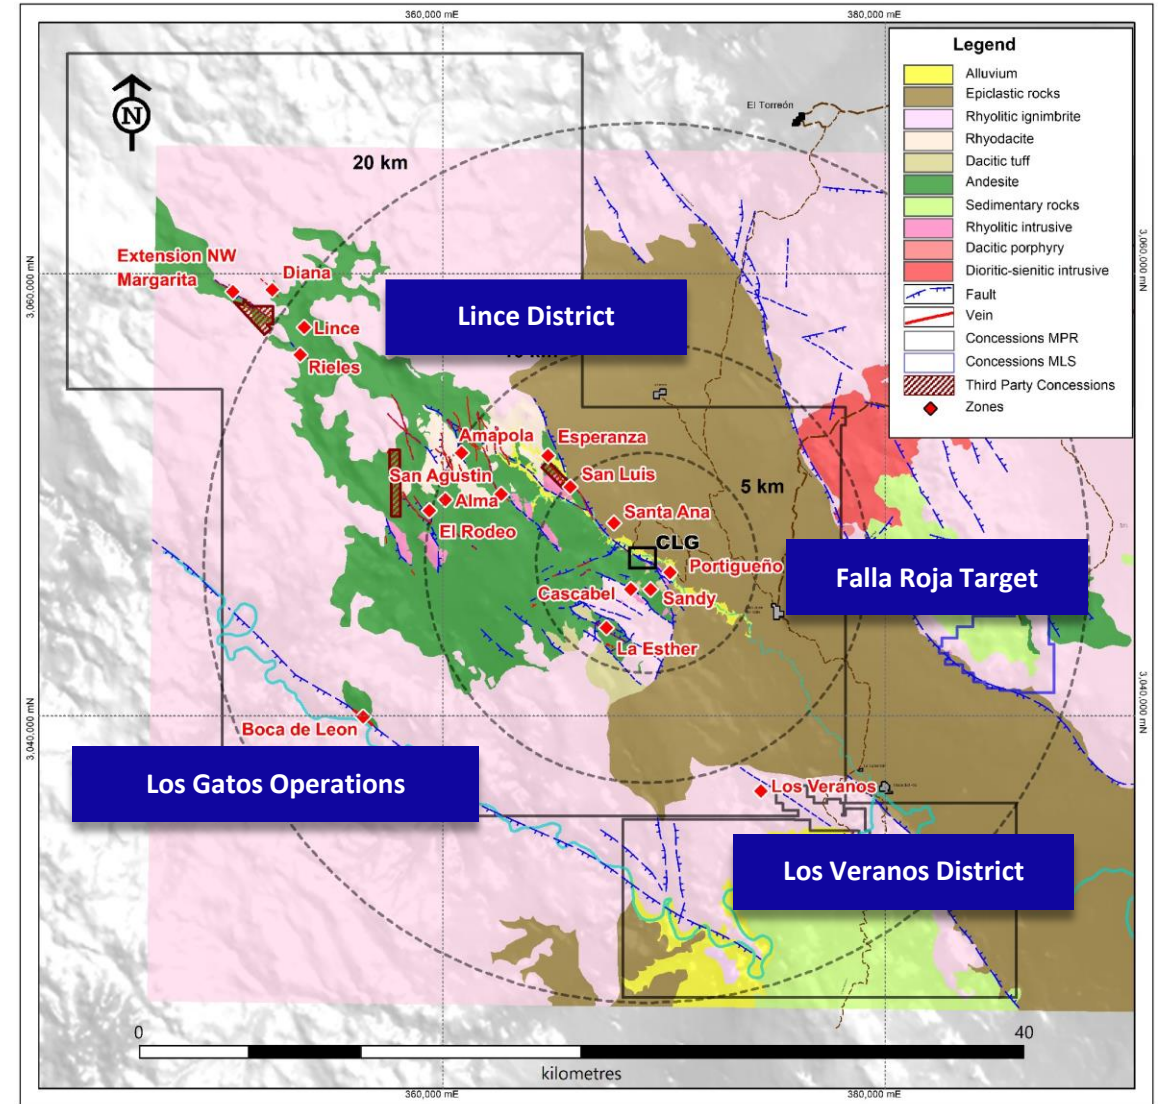 360,000 mE
380,000 mE
Legend
Alluvium
Epiclastic rocks
Rhyolitic ignimbrite
Rhyodacite
Dacitic tuff
Andesite
Sedimentary rocks
Rhyolitic intrusive
Dacitic porphyry
Dioritic-sienitic intrusive
Fault
Vein
Concessions MPR
Concessions MLS
Third Party Concessions
Zones
N
El Torreón
20 km
3,060,000 mN
3,060,000 mN
Extension NW
Margarita
Diana
Lince District
Lince
Rieles
Amapola
Esperanza
San Agustin
San Luis
Alma
5 km
El Rodeo
Santa Ana
CLG
Portigueño
Falla Roja Target
Cascabel
Sandy
La Esther
3,040,000 mN
3,040,000 mN
Boca de Leon
Los Gatos Operations
Los Veranos
Los Veranos District
0
40
kilometres
360,000 mE
380,000 mE